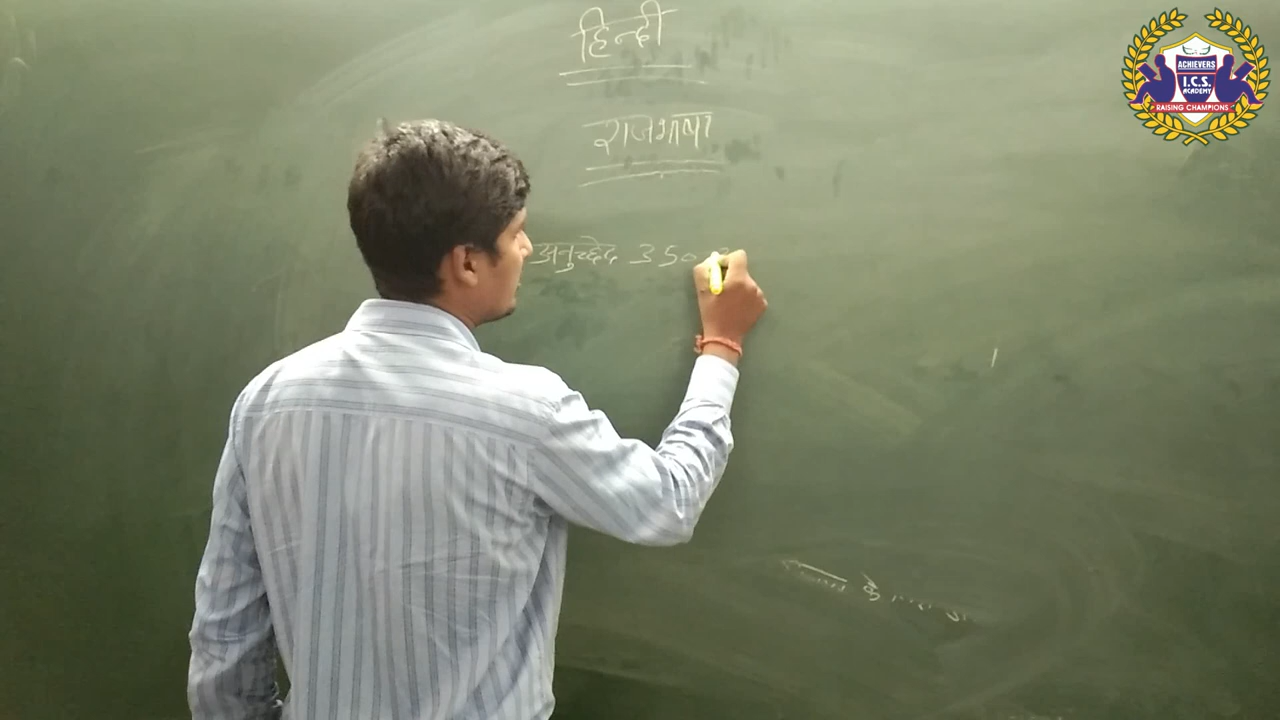 हिन्दी
राजभाषा
अनुच्छेद 350
ACHIEVERS
I.C.S.
ACADEMY
RAISING CHAMPIONS
के